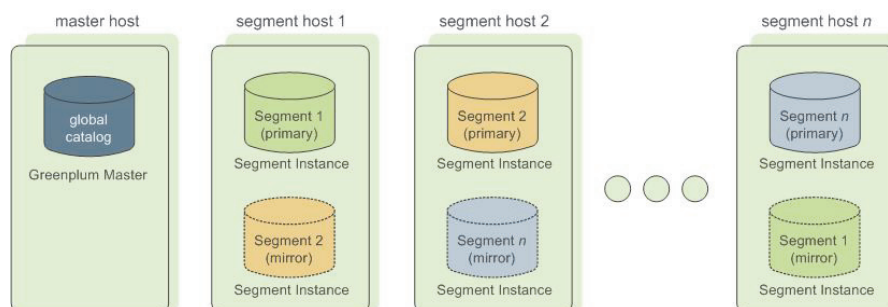 master host
global
catalog
Greenplum Master
segment host 1
Segment 1
(primary)
Segment Instance
Segment 2
(mirror)
Segment Instance
segment host 2
Segment 2
(primary)
Segment Instance
Segment n
(mirror)
Segment Instance
segment host n
Segment n
(primary)
Segment Instance
Segment 1
(mirror)
Segment Instance